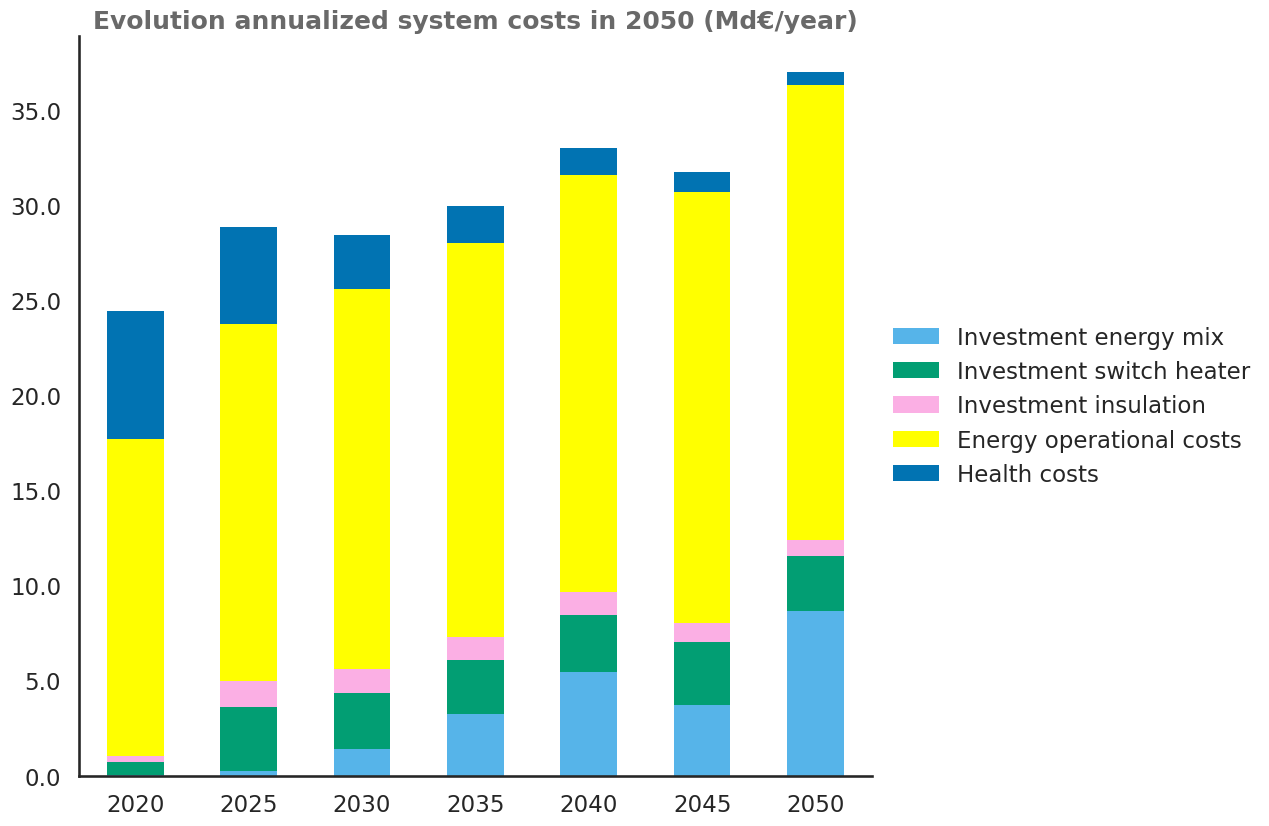 Evolution annualized system costs in 2050 (Md€/year)
35.0
30.0
25.0
20.0
15.0
10.0
5.0
0.0
2020 2025 2030 2035 2040 2045 2050
Investment energy mix
Investment switch heater
Investment insulation
Energy operational costs
Health costs